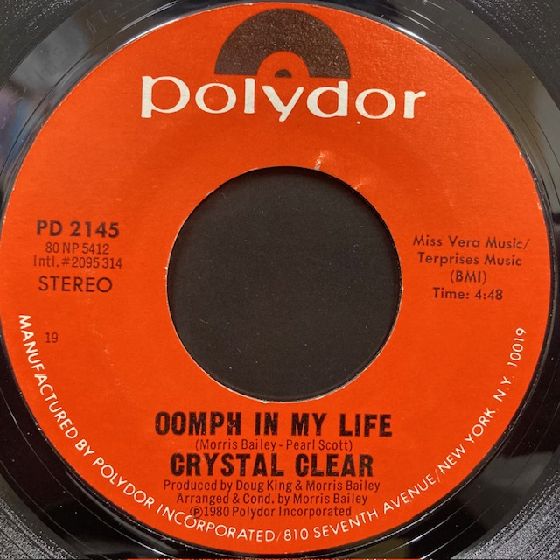 polydor
PD 2145
80 NP 5412
Intl. #2095 314
STEREO
Miss Vera Music/
Terprises Music
(BMI)
Time: 4:48
19
OOMPH IN MY LIFE
(Morris Bailey - Pearl Scott)
CRYSTAL CLEAR
Produced by Doug King & Morris Bailey
Arranged & Cond. by Morris Bailey
℗1980 Polydor Incorporated
MANUFACTURED BY POLYDOR INCORPORATED/810 SEVENTH AVENUE/NEW YORK N.Y. 10019